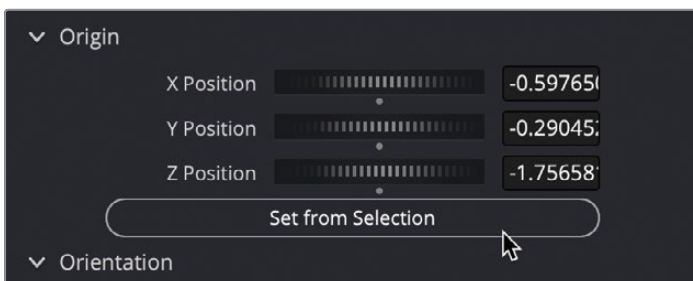 Origin
X Position -0.59765
Y Position -0.29045
Z Position -1.75658
Set from Selection
Orientation